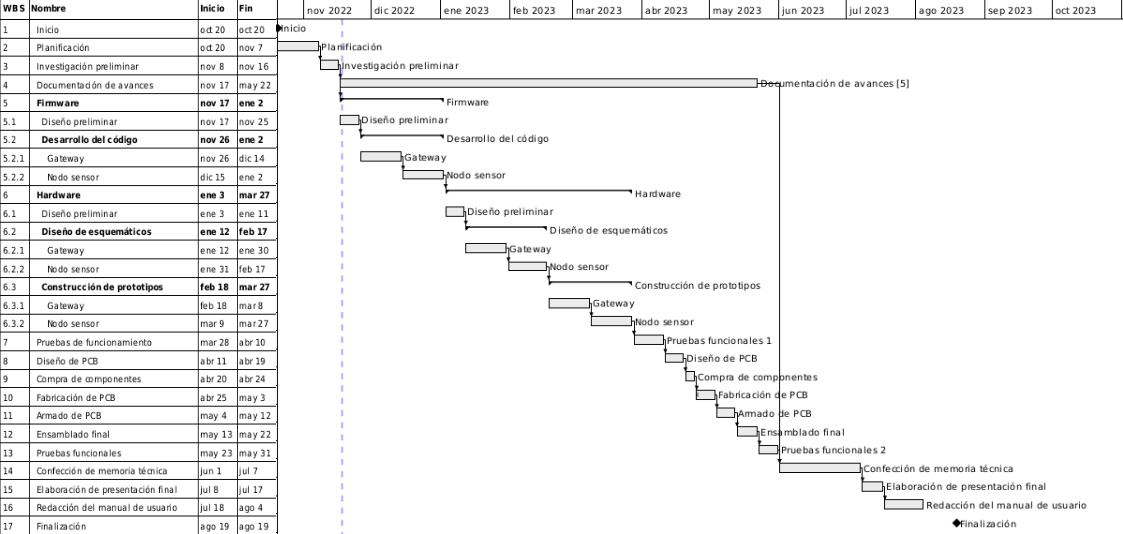 WBS Nombre Inicio Fin nov 2022 dic 2022 ene 2023 feb 2023 mar 2023 abr 2023 may 2023 jun 2023 jul 2023 ago 2023 sep 2023 oct 2023
1 Inicio oct 20 oct 20 Inicio
2 Planificación oct 20 nov 7 Planificación
3 Investigación preliminar nov 8 nov 16 Investigación preliminar
4 Documentación de avances nov 17 may 22 Documentación de avances [5]
5 Firmware nov 17 ene 2 Firmware
5.1 Diseño preliminar nov 17 nov 25 Diseño preliminar
5.2 Desarrollo del código nov 26 ene 2 Desarrollo del código
5.2.1 Gateway nov 26 dic 14 Gateway
5.2.2 Nodo sensor dic 15 ene 2 Nodo sensor
6 Hardware ene 3 mar 27 Hardware
6.1 Diseño preliminar ene 3 ene 11 Diseño preliminar
6.2 Diseño de esquemáticos ene 12 feb 17 Diseño de esquemáticos
6.2.1 Gateway ene 12 ene 30 Gateway
6.2.2 Nodo sensor ene 31 feb 17 Nodo sensor
6.3 Construcción de prototipos feb 18 mar 27 Construcción de prototipos
6.3.1 Gateway feb 18 mar 8 Gateway
6.3.2 Nodo sensor mar 9 mar 27 Nodo sensor
7 Pruebas de funcionamiento mar 28 abr 10 Pruebas funcionales 1
8 Diseño de PCB abr 11 abr 19 Diseño de PCB
9 Compra de componentes abr 20 abr 24 Compra de componentes
10 Fabricación de PCB abr 25 may 3 Fabricación de PCB
11 Armado de PCB may 4 may 12 Armado de PCB
12 Ensamblado final may 13 may 22 Ensamblado final
13 Pruebas funcionales may 23 may 31 Pruebas funcionales 2
14 Confección de memoria técnica jun 1 jul 7 Confección de memoria técnica
15 Elaboración de presentación final jul 8 jul 17 Elaboración de presentación final
16 Redacción del manual de usuario jul 18 ago 4 Redacción del manual de usuario
17 Finalización ago 19 ago 19 Finalización